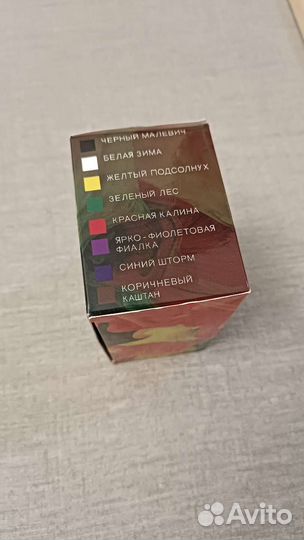 ЧЕРНЫЙ МАЛЕВИЧ
БЕЛАЯ ЗИМА
ЖЕЛТЫЙ ПОДСОЛНУХ
ЗЕЛЕНЫЙ ЛЕС
КРАСНАЯ КАЛИНА
ЯРКО-ФИОЛЕТОВАЯ
ФИАЛКА
СИНИЙ ШТОРМ
КОРИЧНЕВЫЙ
КАШТАН
Avito